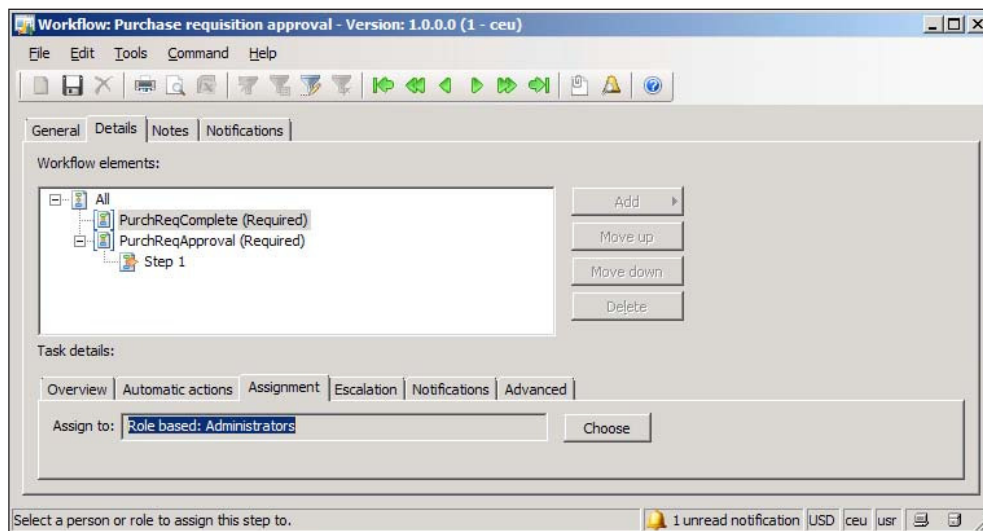 Workflow: Purchase requisition approval - Version: 1.0.0.0 (1 - ceu)
File Edit Tools Command Help
General Details Notes Notifications
Workflow elements:
All
PurchReqComplete (Required)
PurchReqApproval (Required)
Step 1
Add
Move up
Move down
Delete
Task details:
Overview Automatic actions Assignment Escalation Notifications Advanced
Assign to: Role based: Administrators Choose
Select a person or role to assign this step to. 1 unread notification USD ceu usr